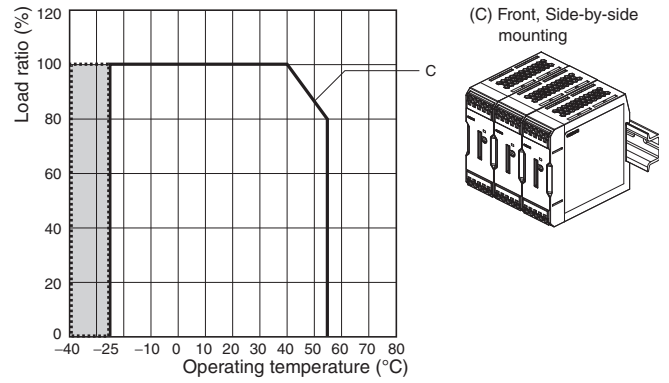 120
100
80
60
40
20
0
Load ratio (%)
−40 −25 −10 0 10 20 30 40 50 60 70 80
Operating temperature (°C)
C
(C) Front, Side-by-side
mounting